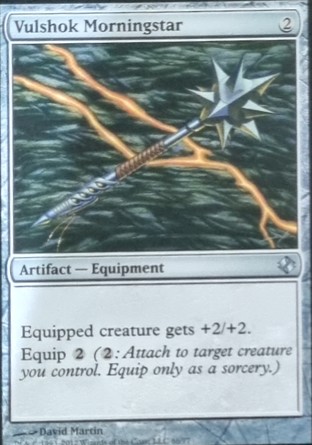 Vulshok Morningstar 2
Artifact — Equipment
Equipped creature gets +2/+2.
Equip 2 (2: Attach to target creature
you control. Equip only as a sorcery.)
David Martin